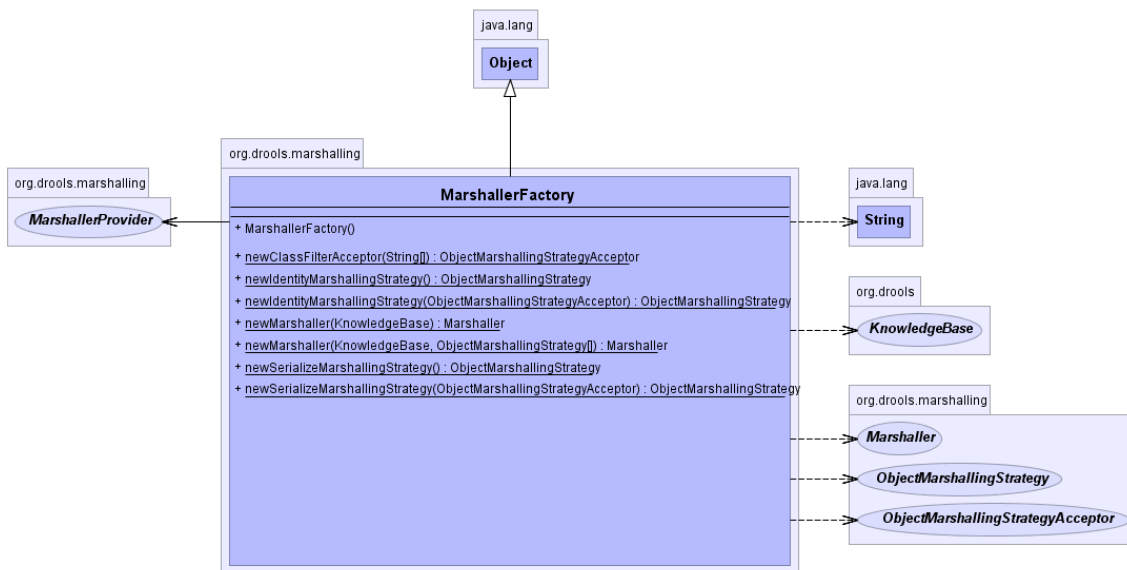 java.lang
Object
org.drools.marshalling
MarshallerProvider
org.drools.marshalling
MarshallerFactory
+ MarshallerFactory()
+ newClassFilterAcceptor(String[]) : ObjectMarshallingStrategyAcceptor
+ newIdentityMarshallingStrategy() : ObjectMarshallingStrategy
+ newIdentityMarshallingStrategy(ObjectMarshallingStrategyAcceptor) : ObjectMarshallingStrategy
+ newMarshaller(KnowledgeBase) : Marshaller
+ newMarshaller(KnowledgeBase, ObjectMarshallingStrategy[]) : Marshaller
+ newSerializeMarshallingStrategy() : ObjectMarshallingStrategy
+ newSerializeMarshallingStrategy(ObjectMarshallingStrategyAcceptor) : ObjectMarshallingStrategy
java.lang
String
org.drools
KnowledgeBase
org.drools.marshalling
Marshaller
ObjectMarshallingStrategy
ObjectMarshallingStrategyAcceptor